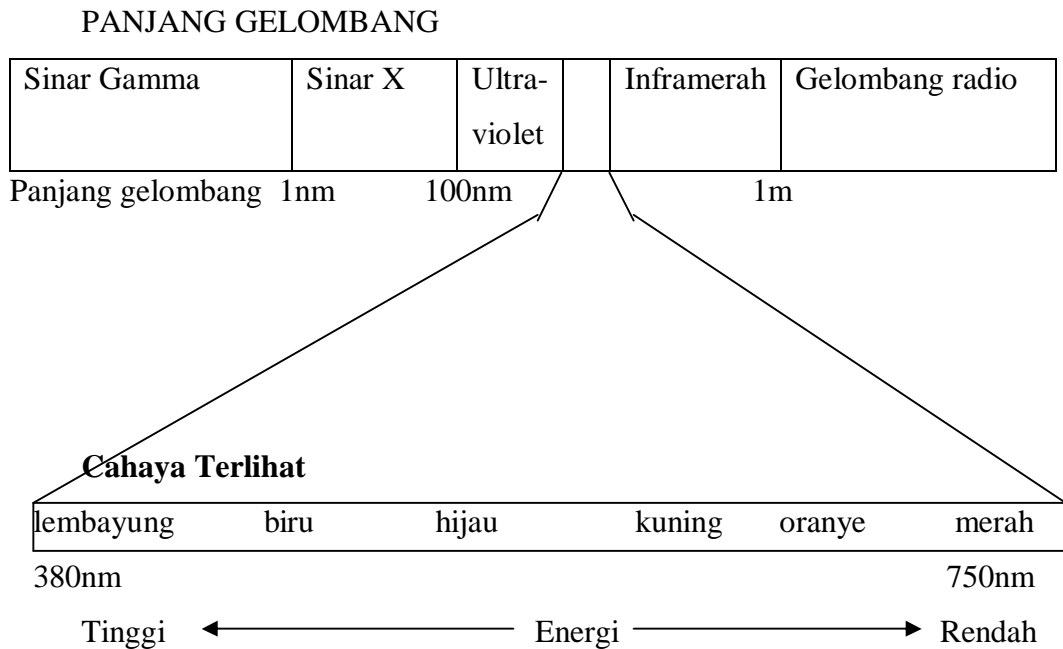 PANJANG GELOMBANG
Sinar Gamma Sinar X Ultra- Inframerah Gelombang radio
violet
Panjang gelombang 1nm 100nm 1m
Cahaya Terlihat
lembayung biru hijau kuning oranye merah
380nm 750nm
Tinggi Energi Rendah